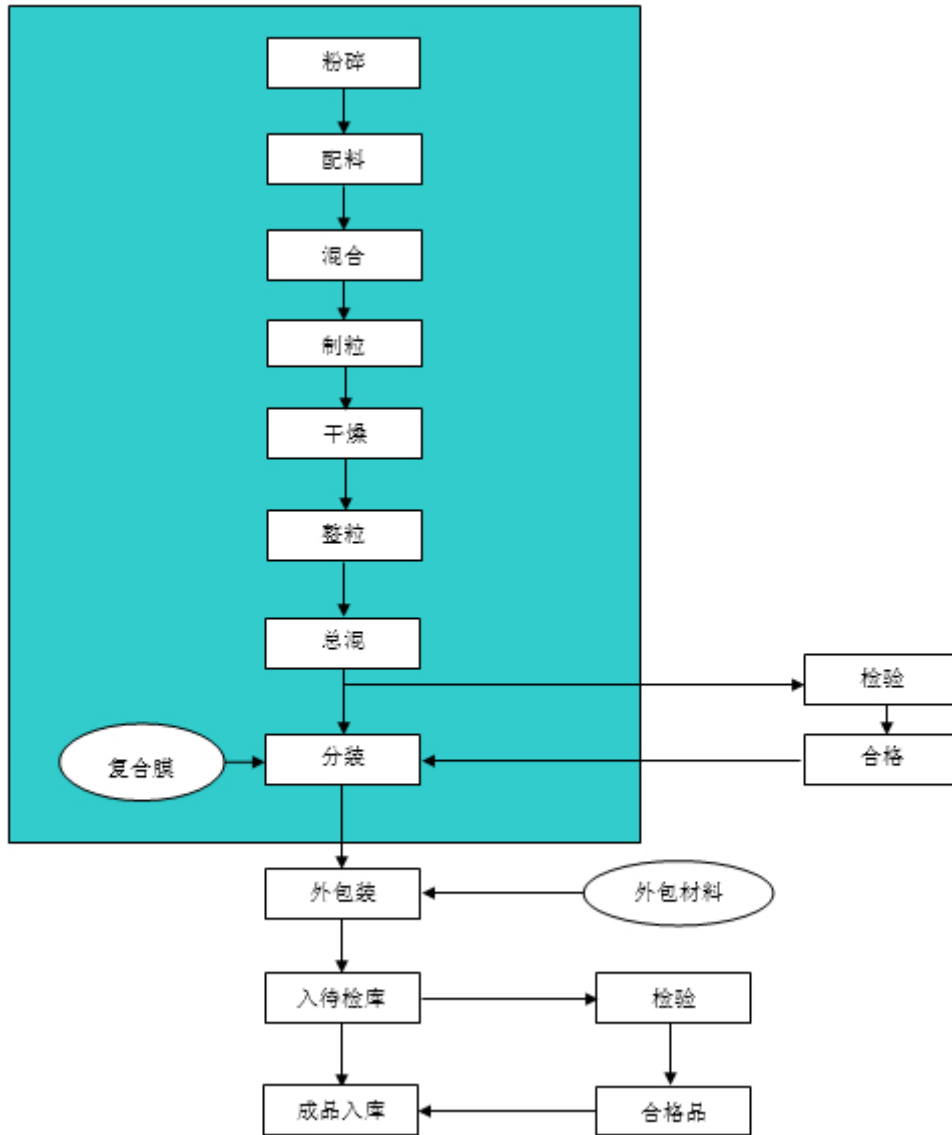 粉碎
配料
混合
制粒
干燥
整粒
总混
检验
复合膜
分装
合格
外包装
外包材料
入待检库
检验
成品入库
合格品